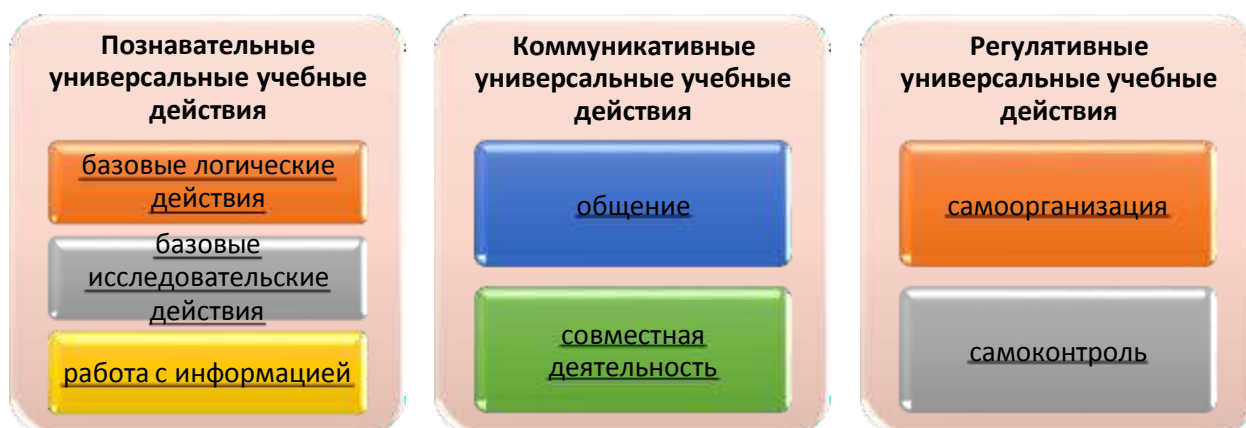 Познавательные
универсальные учебные
действия
базовые логические
действия
базовые
исследовательские
действия
работа с информацией
Коммуникативные
универсальные учебные
действия
общение
совместная
деятельность
Регулятивные
универсальные учебные
действия
самоорганизация
самоконтроль